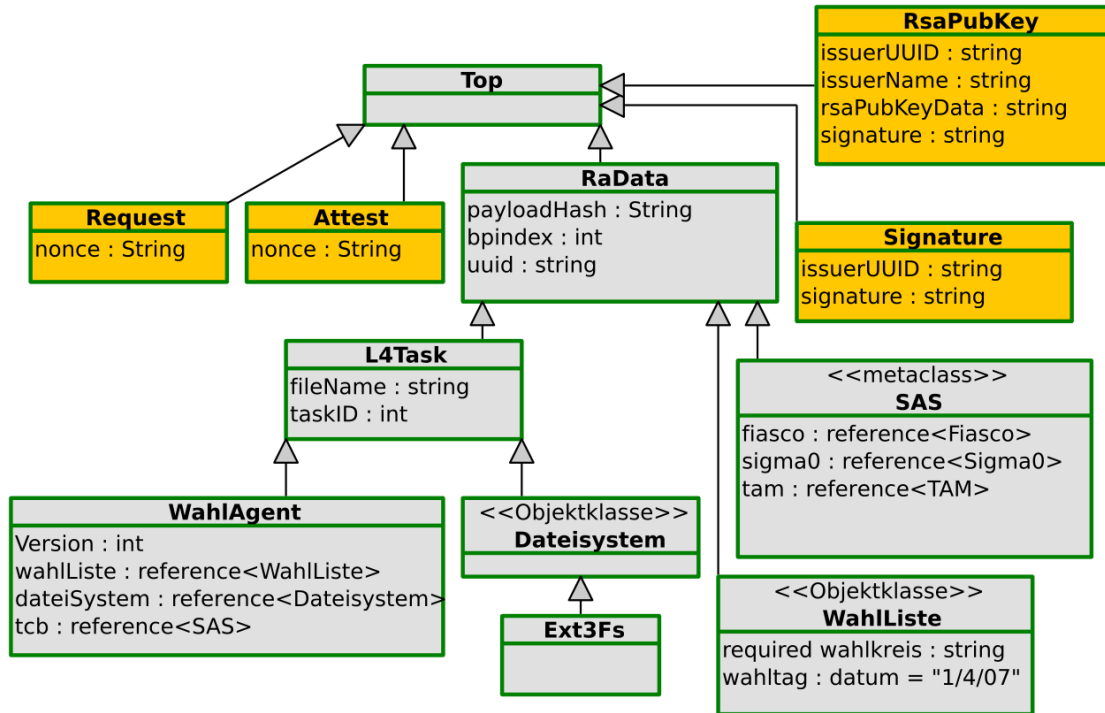 RsaPubKey
issuerUUID : string
issuerName : string
rsaPubKeyData : string
signature : string
Top
RaData
payloadHash : String
bpindex : int
uuid : string
Request
nonce : String
Attest
nonce : String
Signature
issuerUUID : string
signature : string
L4Task
fileName : string
taskID : int
<<metaclass>>
SAS
fiasco : reference<Fiasco>
sigma0 : reference<Sigma0>
tam : reference<TAM>
WahlAgent
Version : int
wahlListe : reference<WahlListe>
dateiSystem : reference<Dateisystem>
tcb : reference<SAS>
<<Objektklasse>>
Dateisystem
Ext3Fs
<<Objektklasse>>
WahlListe
required wahlkreis : string
wahltag : datum = "1/4/07"